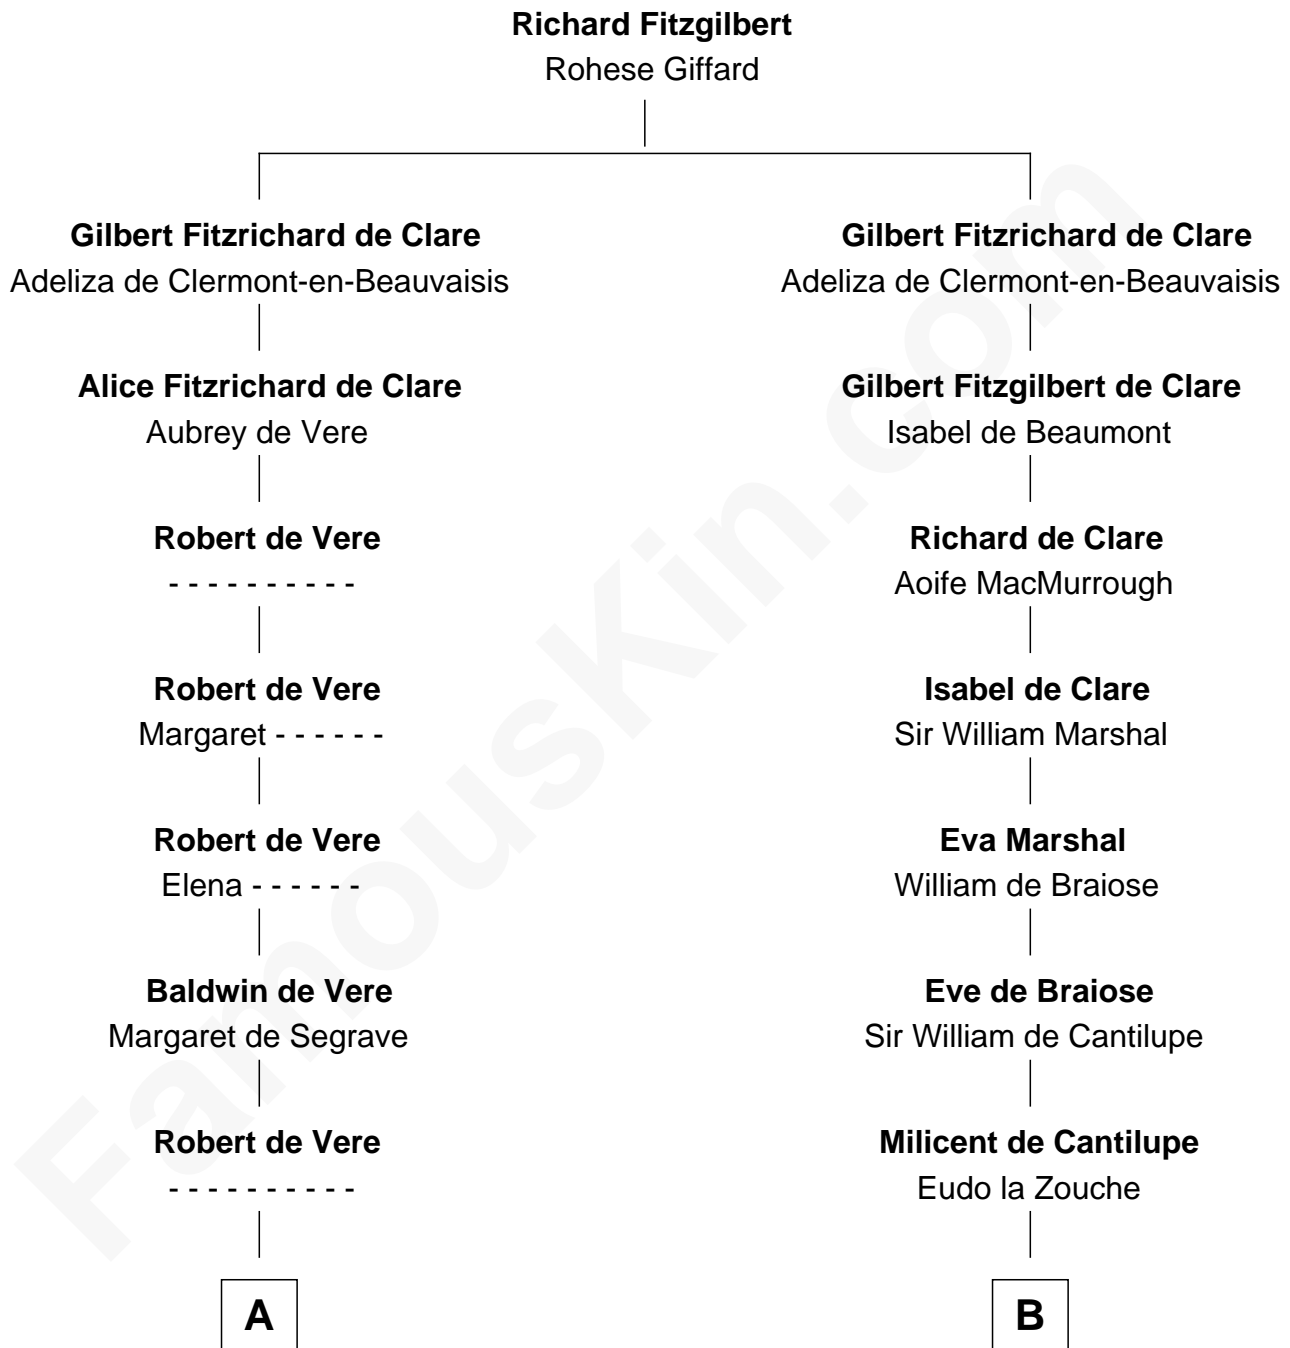 Richard Fitzgilbert
Rohese Giffard
Gilbert Fitzrichard de Clare
Adeliza de Clermont-en-Beauvaisis
Alice Fitzrichard de Clare
Aubrey de Vere
Robert de Vere
- - - - - - - - - -
Robert de Vere
Margaret - - - - - -
Robert de Vere
Elena - - - - - -
Baldwin de Vere
Margaret de Segrave
Robert de Vere
- - - - - - - - - -
A
Gilbert Fitzrichard de Clare
Adeliza de Clermont-en-Beauvaisis
Gilbert Fitzgilbert de Clare
Isabel de Beaumont
Richard de Clare
Aoife MacMurrough
Isabel de Clare
Sir William Marshal
Eva Marshal
William de Braiose
Eve de Braiose
Sir William de Cantilupe
Milicent de Cantilupe
Eudo la Zouche
B
FamousKin.com